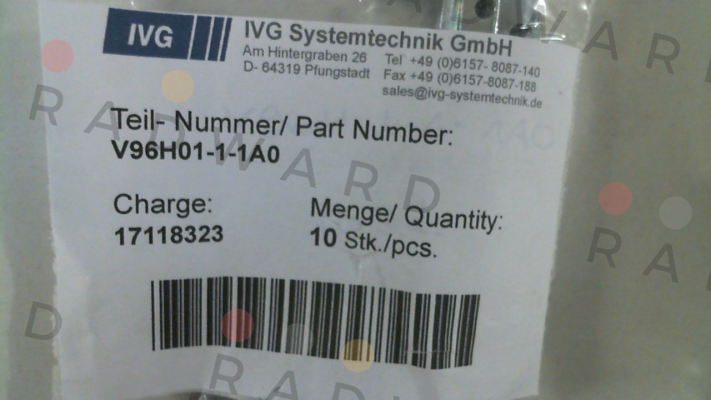 IVG
IVG Systemtechnik GmbH
Am Hintergraben 26
D- 64319 Pfungstadt
Tel +49 (0)6157- 8087-140
Fax +49 (0)6157-8087-188
sales@ivg-systemtechnik.de
Teil- Nummer/ Part Number:
V96H01-1-1A0
Charge:
17118323
Menge/ Quantity:
10 Stk./pcs.
RADWARD
RADWARD